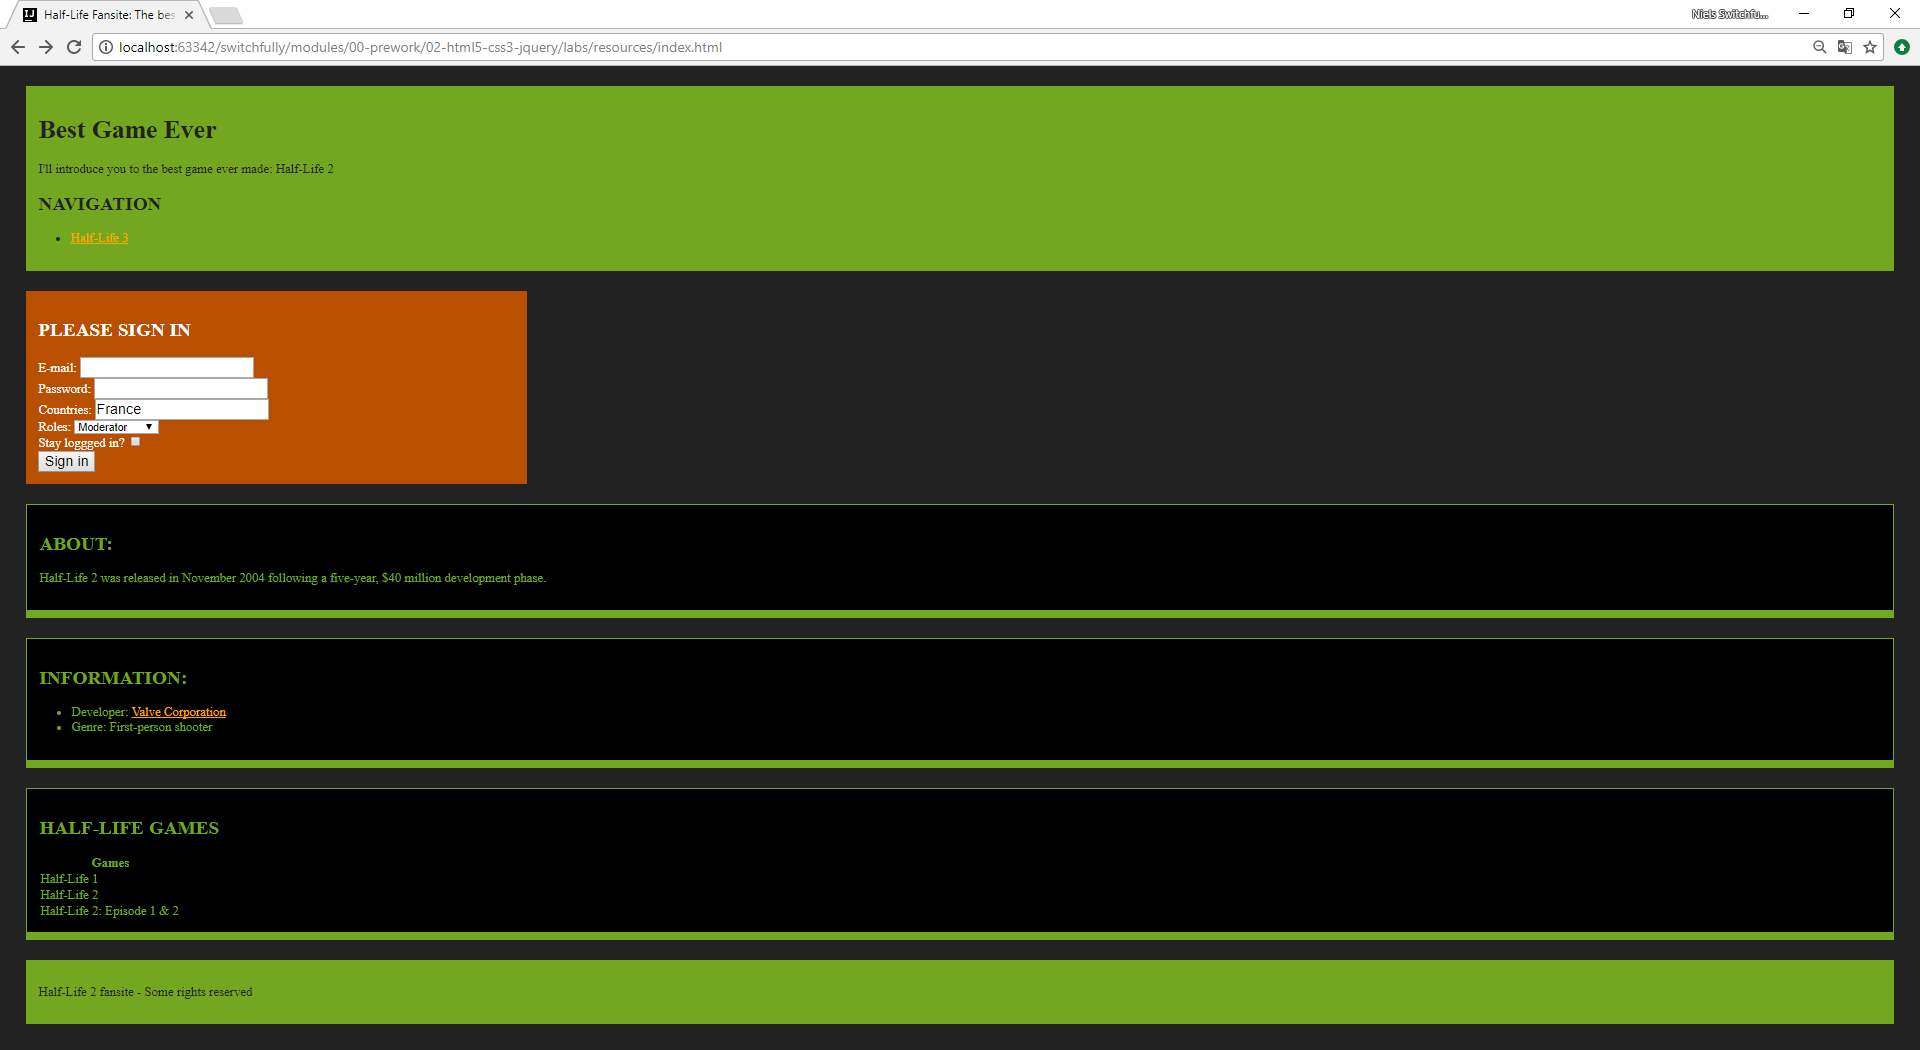 Half-Life Fansite: The bes
Niels Switchfu...
localhost:63342/switchfully/modules/00-prework/02-html5-css3-jquery/labs/resources/index.html
Best Game Ever
I'll introduce you to the best game ever made: Half-Life 2
NAVIGATION
Half-Life 3
PLEASE SIGN IN
E-mail:
Password:
Countries: France
Roles: Moderator
Stay loggged in?
Sign in
ABOUT:
Half-Life 2 was released in November 2004 following a five-year, $40 million development phase.
INFORMATION:
Developer: Valve Corporation
Genre: First-person shooter
HALF-LIFE GAMES
Games
Half-Life 1
Half-Life 2
Half-Life 2: Episode 1 & 2
Half-Life 2 fansite - Some rights reserved